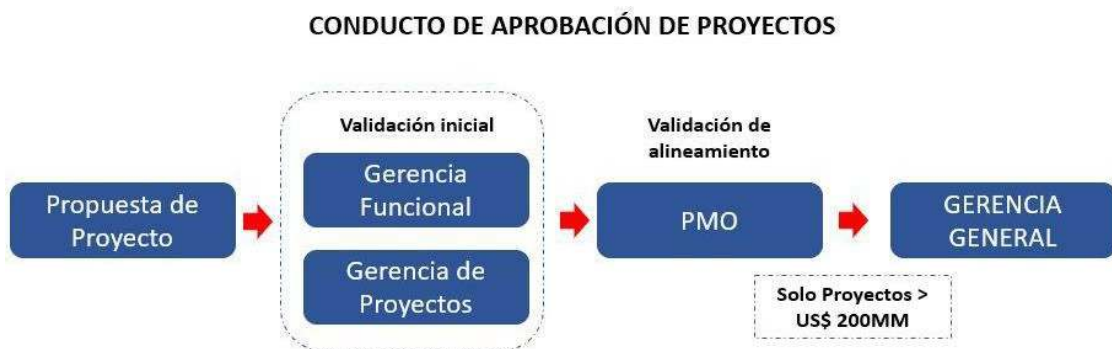 CONDUCTO DE APROBACIÓN DE PROYECTOS
Validación inicial
Validación de
alineamiento
Propuesta de
Proyecto
Gerencia
Funcional
Gerencia de
Proyectos
PMO
GERENCIA
GENERAL
Solo Proyectos >
US$ 200MM